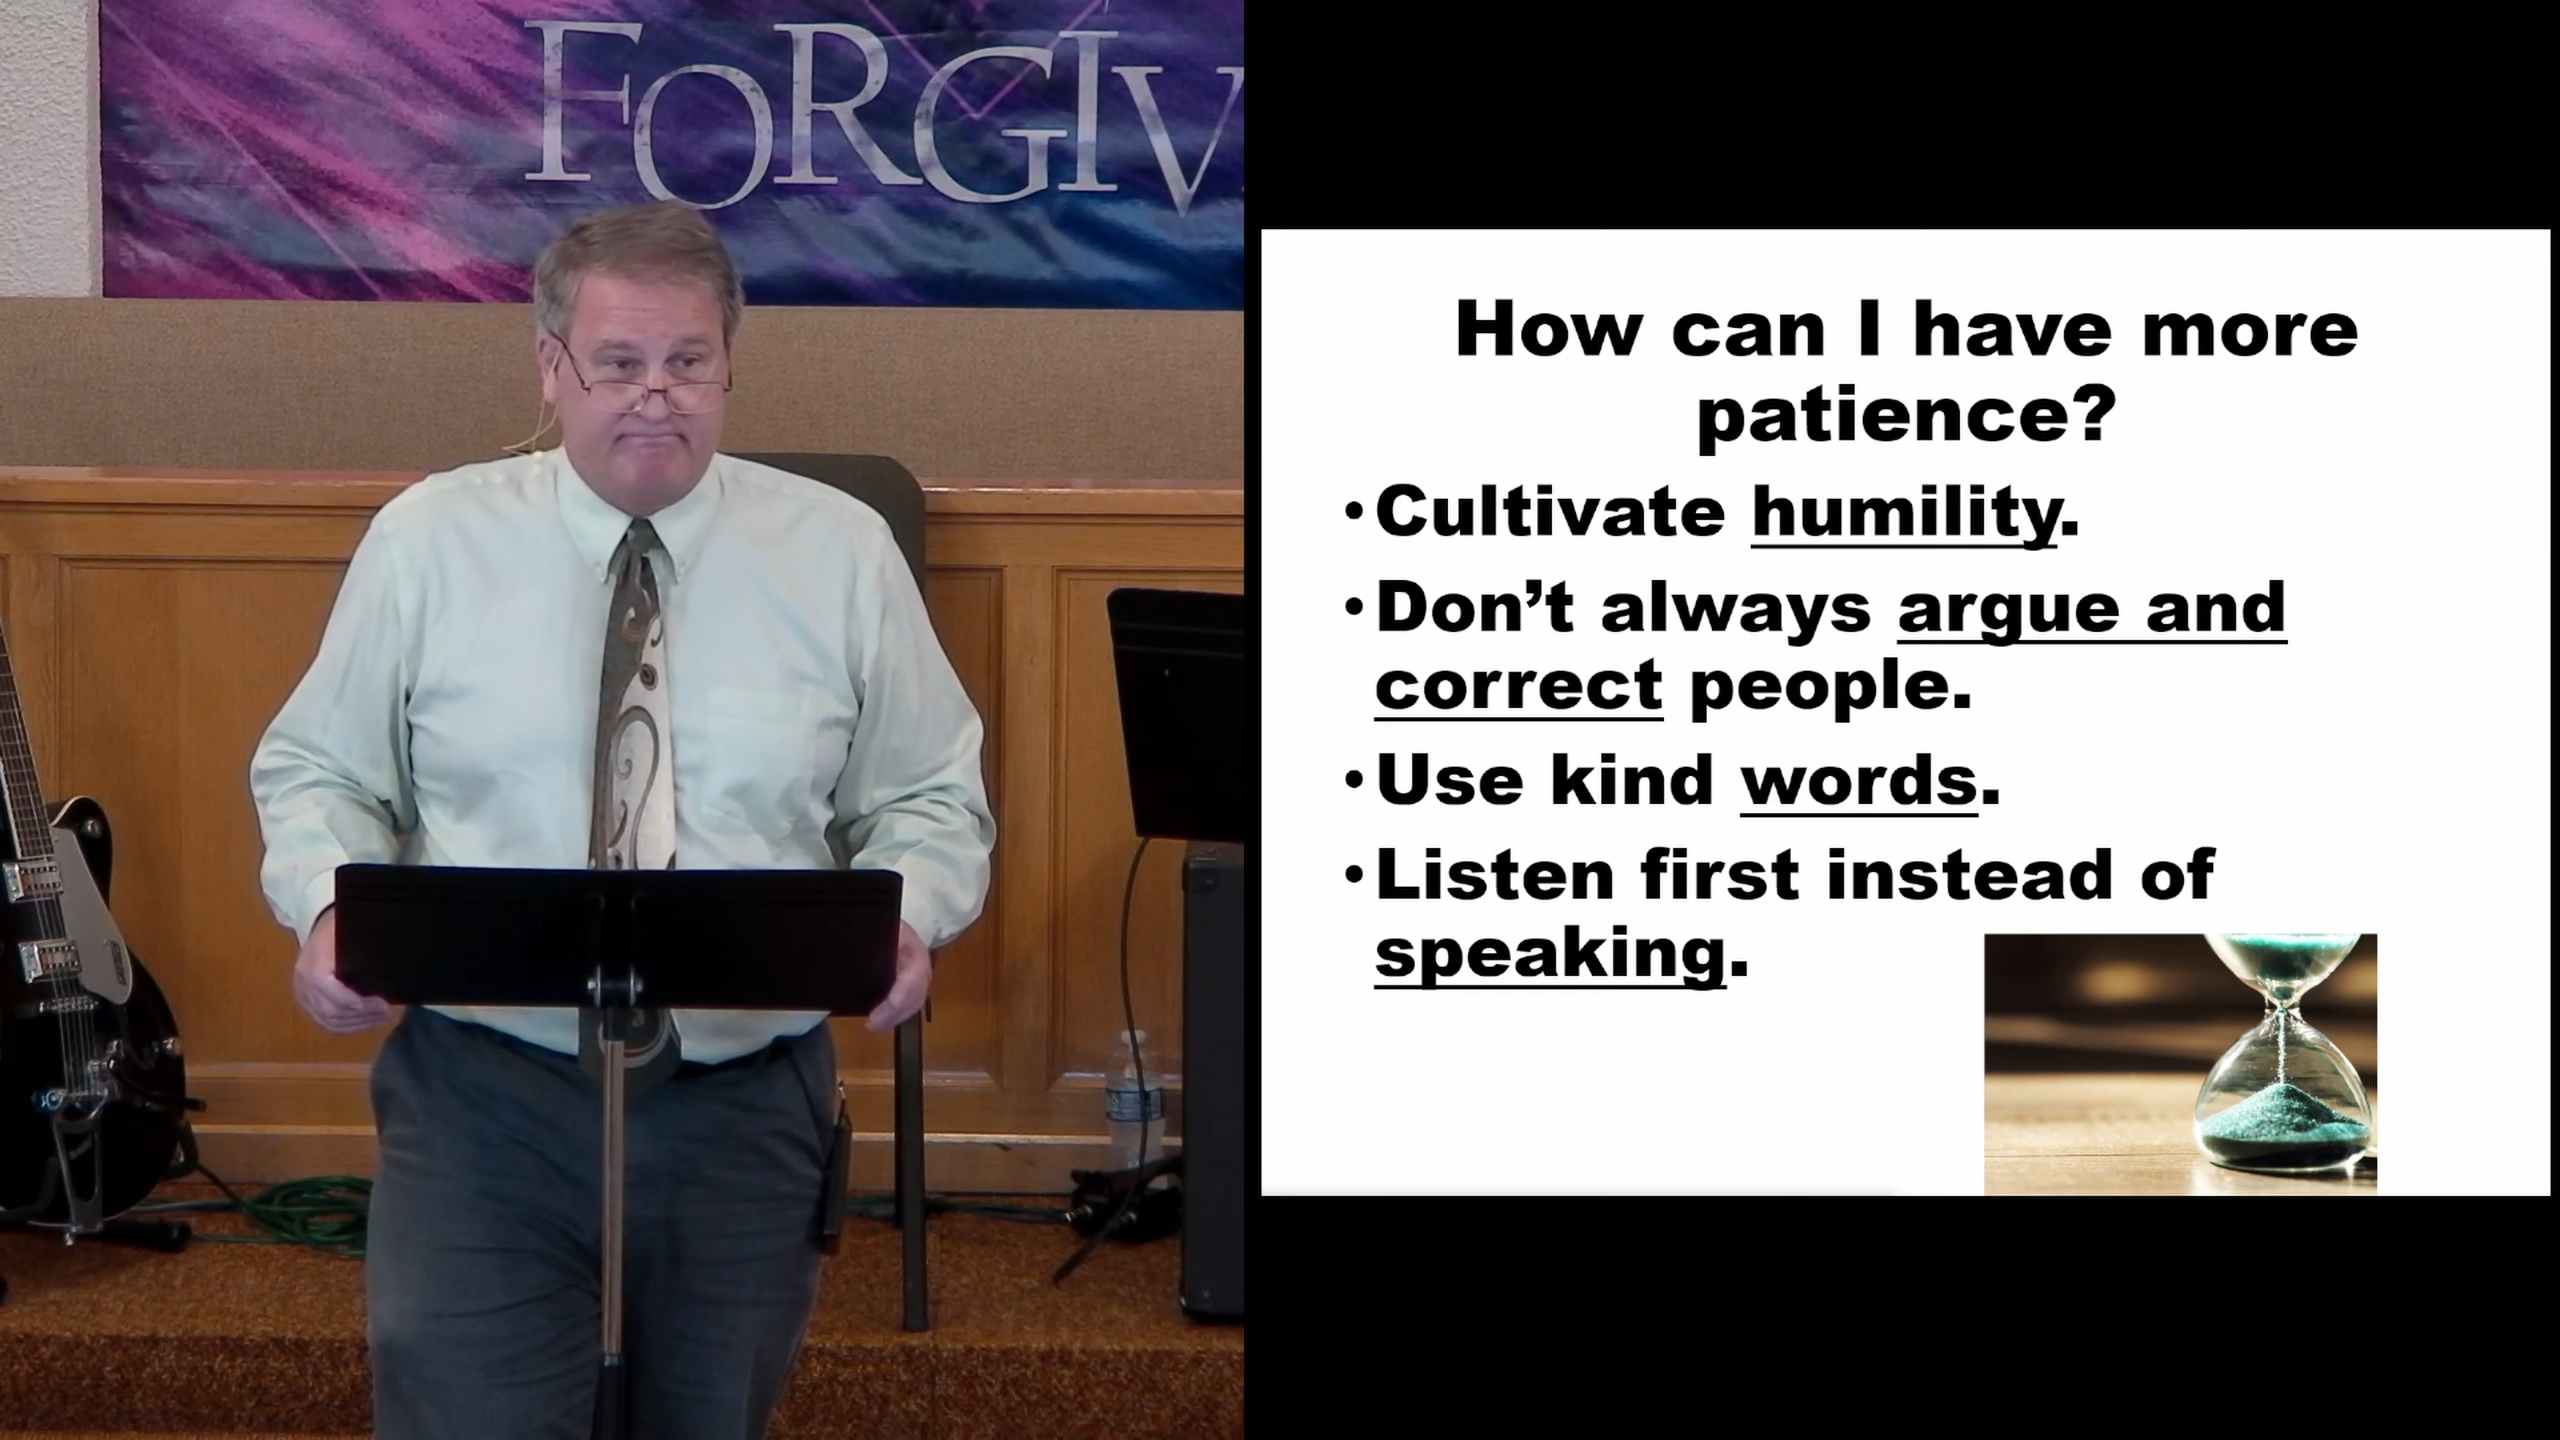 FORGIV
How can I have more
patience?
• Cultivate humility.
• Don’t always argue and
correct people.
• Use kind words.
• Listen first instead of
speaking.